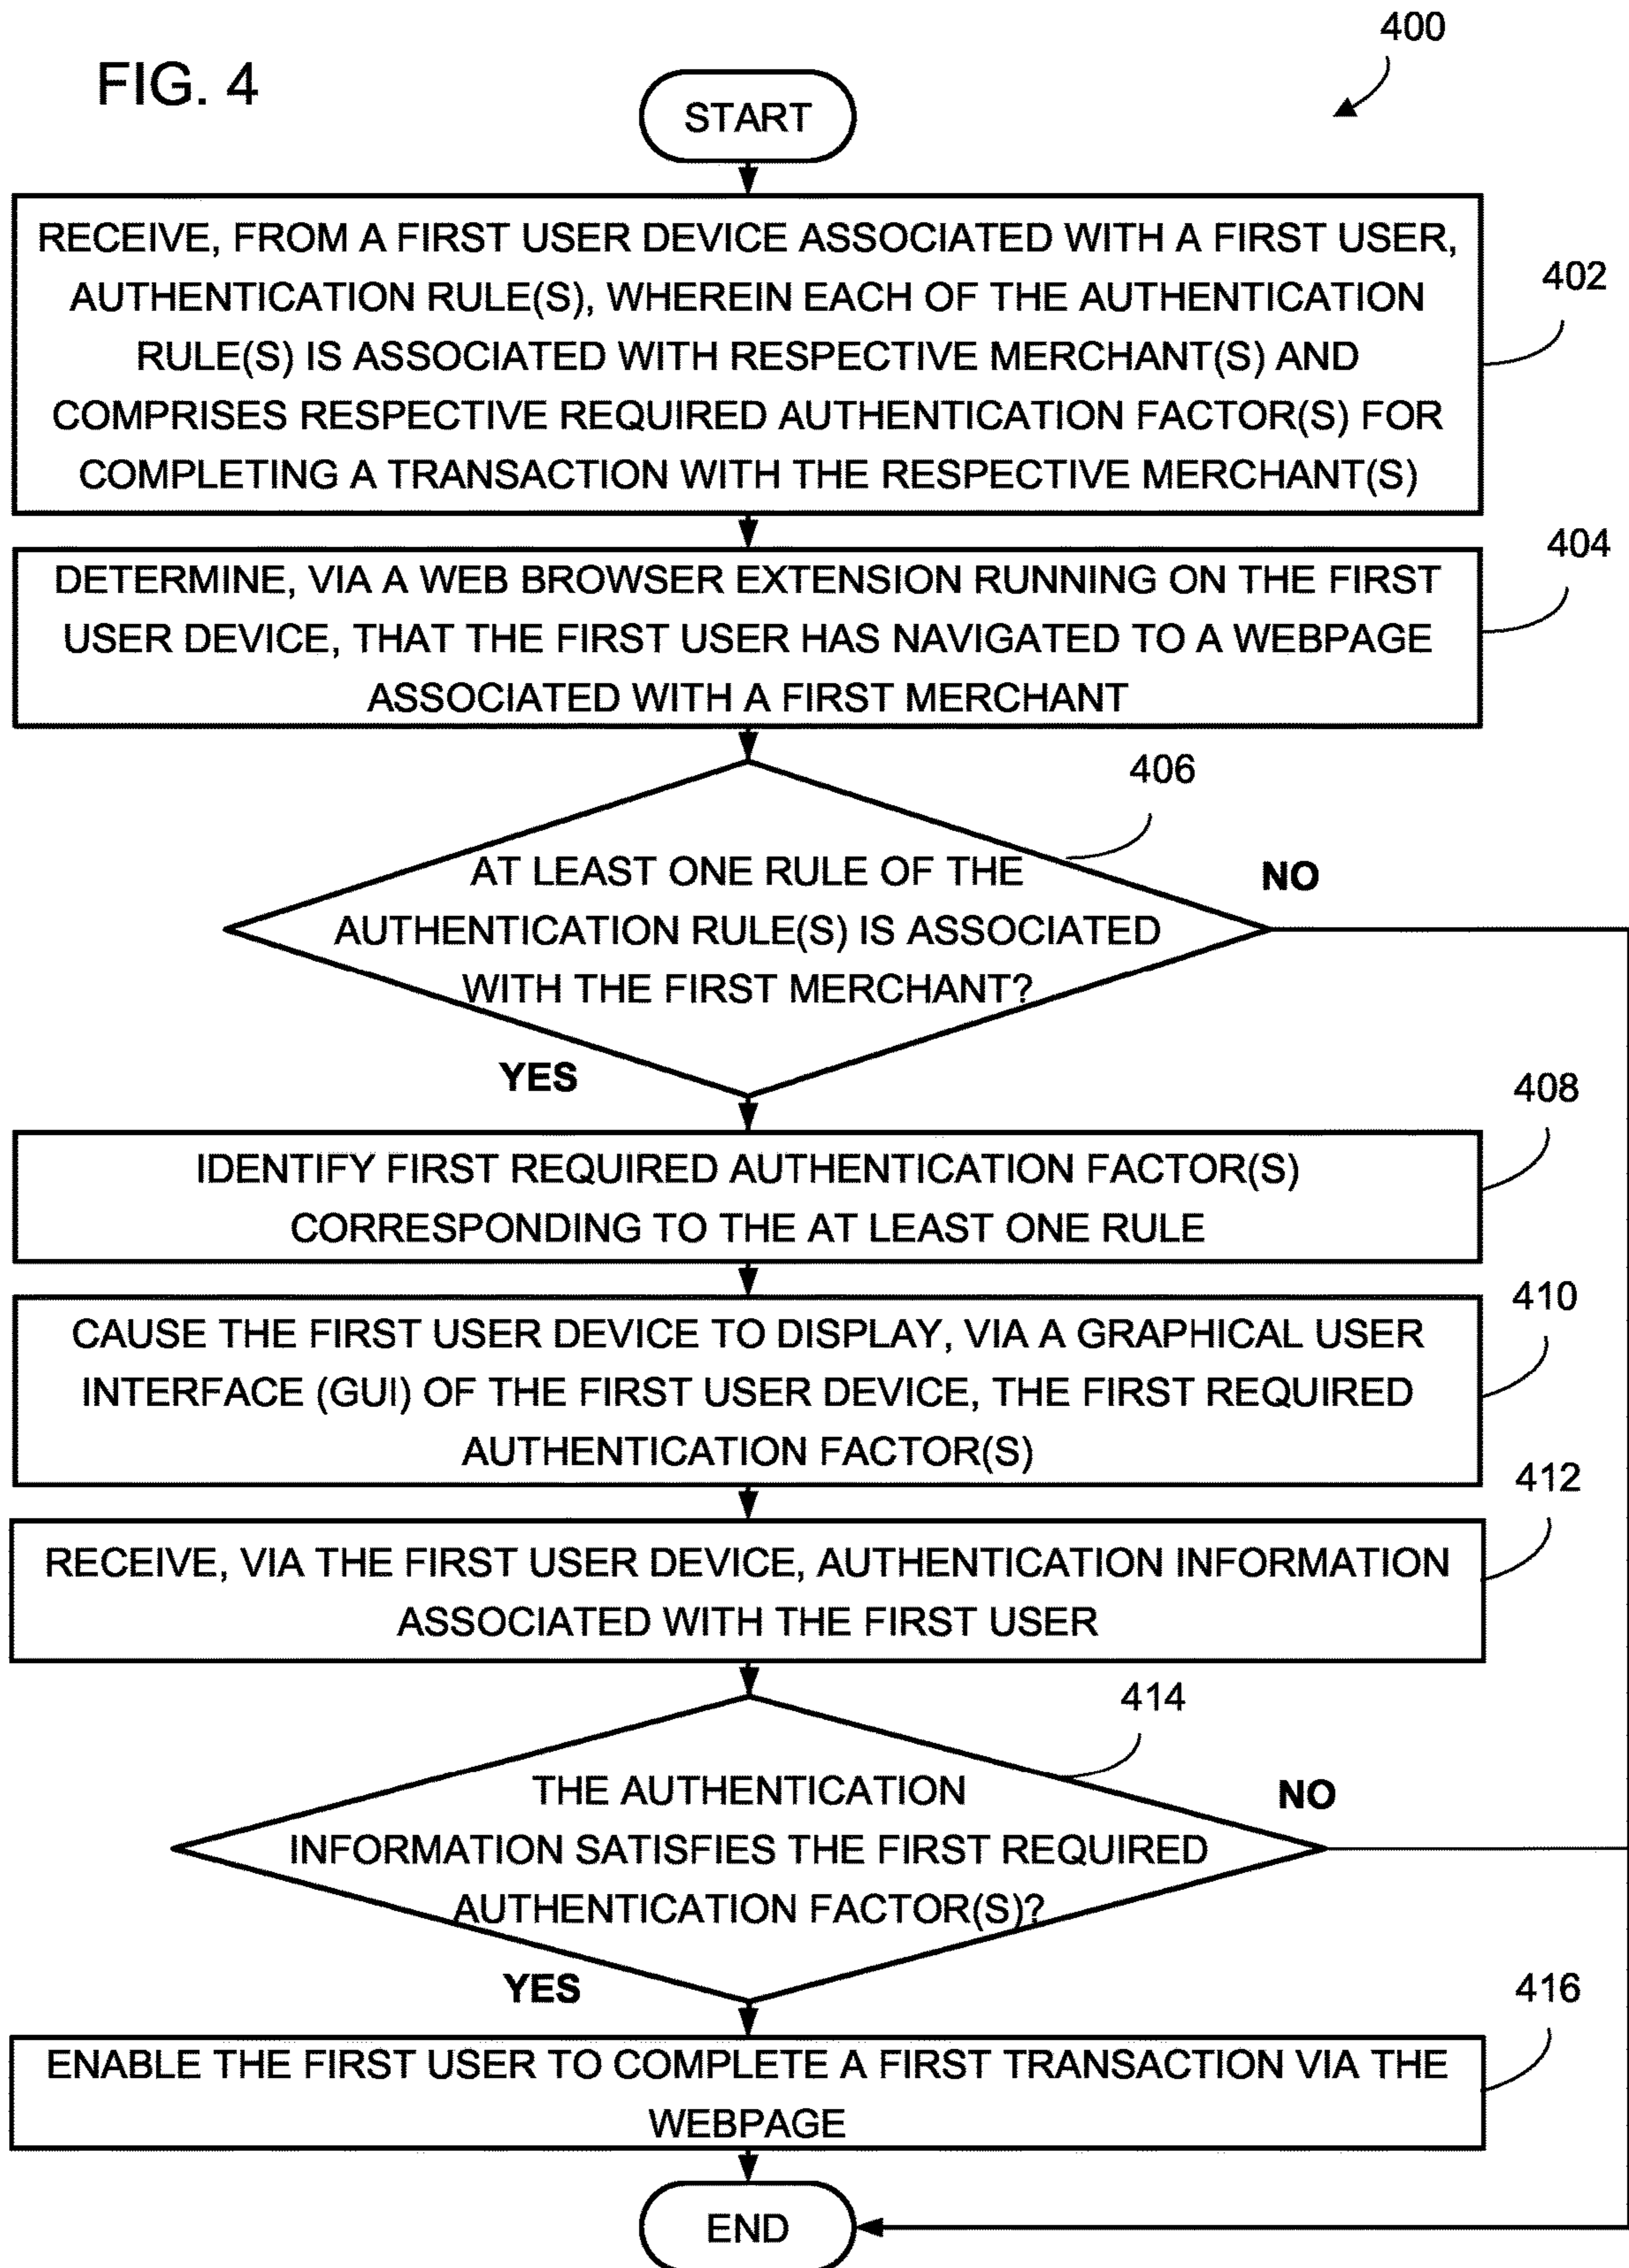 400
FIG. 4
START
RECEIVE, FROM A FIRST USER DEVICE ASSOCIATED WITH A FIRST USER,
AUTHENTICATION RULE(S), WHEREIN EACH OF THE AUTHENTICATION
RULE(S) IS ASSOCIATED WITH RESPECTIVE MERCHANT(S) AND
COMPRISES RESPECTIVE REQUIRED AUTHENTICATION FACTOR(S) FOR
COMPLETING A TRANSACTION WITH THE RESPECTIVE MERCHANT(S)
402
DETERMINE, VIA A WEB BROWSER EXTENSION RUNNING ON THE FIRST
USER DEVICE, THAT THE FIRST USER HAS NAVIGATED TO A WEBPAGE
ASSOCIATED WITH A FIRST MERCHANT
404
406
AT LEAST ONE RULE OF THE
AUTHENTICATION RULE(S) IS ASSOCIATED
WITH THE FIRST MERCHANT?
NO
YES
408
IDENTIFY FIRST REQUIRED AUTHENTICATION FACTOR(S)
CORRESPONDING TO THE AT LEAST ONE RULE
410
CAUSE THE FIRST USER DEVICE TO DISPLAY, VIA A GRAPHICAL USER
INTERFACE (GUI) OF THE FIRST USER DEVICE, THE FIRST REQUIRED
AUTHENTICATION FACTOR(S)
412
RECEIVE, VIA THE FIRST USER DEVICE, AUTHENTICATION INFORMATION
ASSOCIATED WITH THE FIRST USER
414
THE AUTHENTICATION
INFORMATION SATISFIES THE FIRST REQUIRED
AUTHENTICATION FACTOR(S)?
NO
YES
416
ENABLE THE FIRST USER TO COMPLETE A FIRST TRANSACTION VIA THE
WEBPAGE
END